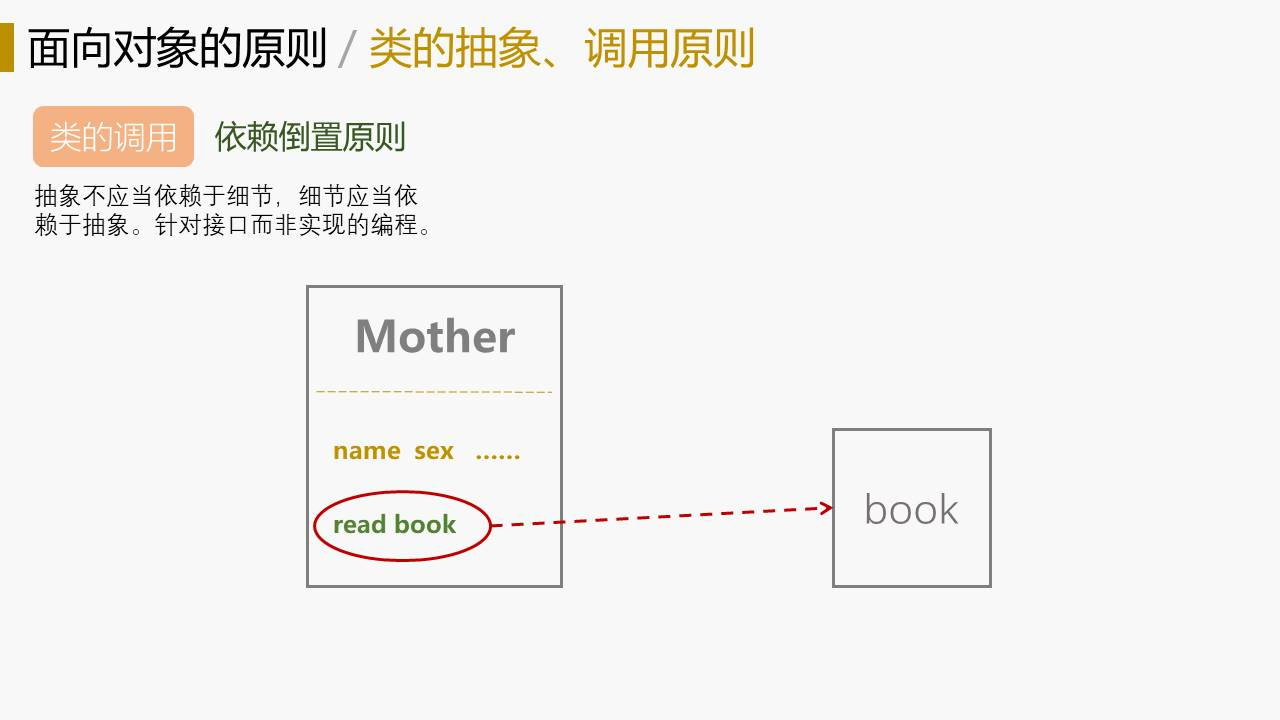 面向对象的原则 / 类的抽象、调用原则
类的调用 依赖倒置原则
抽象不应当依赖于细节，细节应当依
赖于抽象。针对接口而非实现的编程。
Mother
name sex ……
read book
book